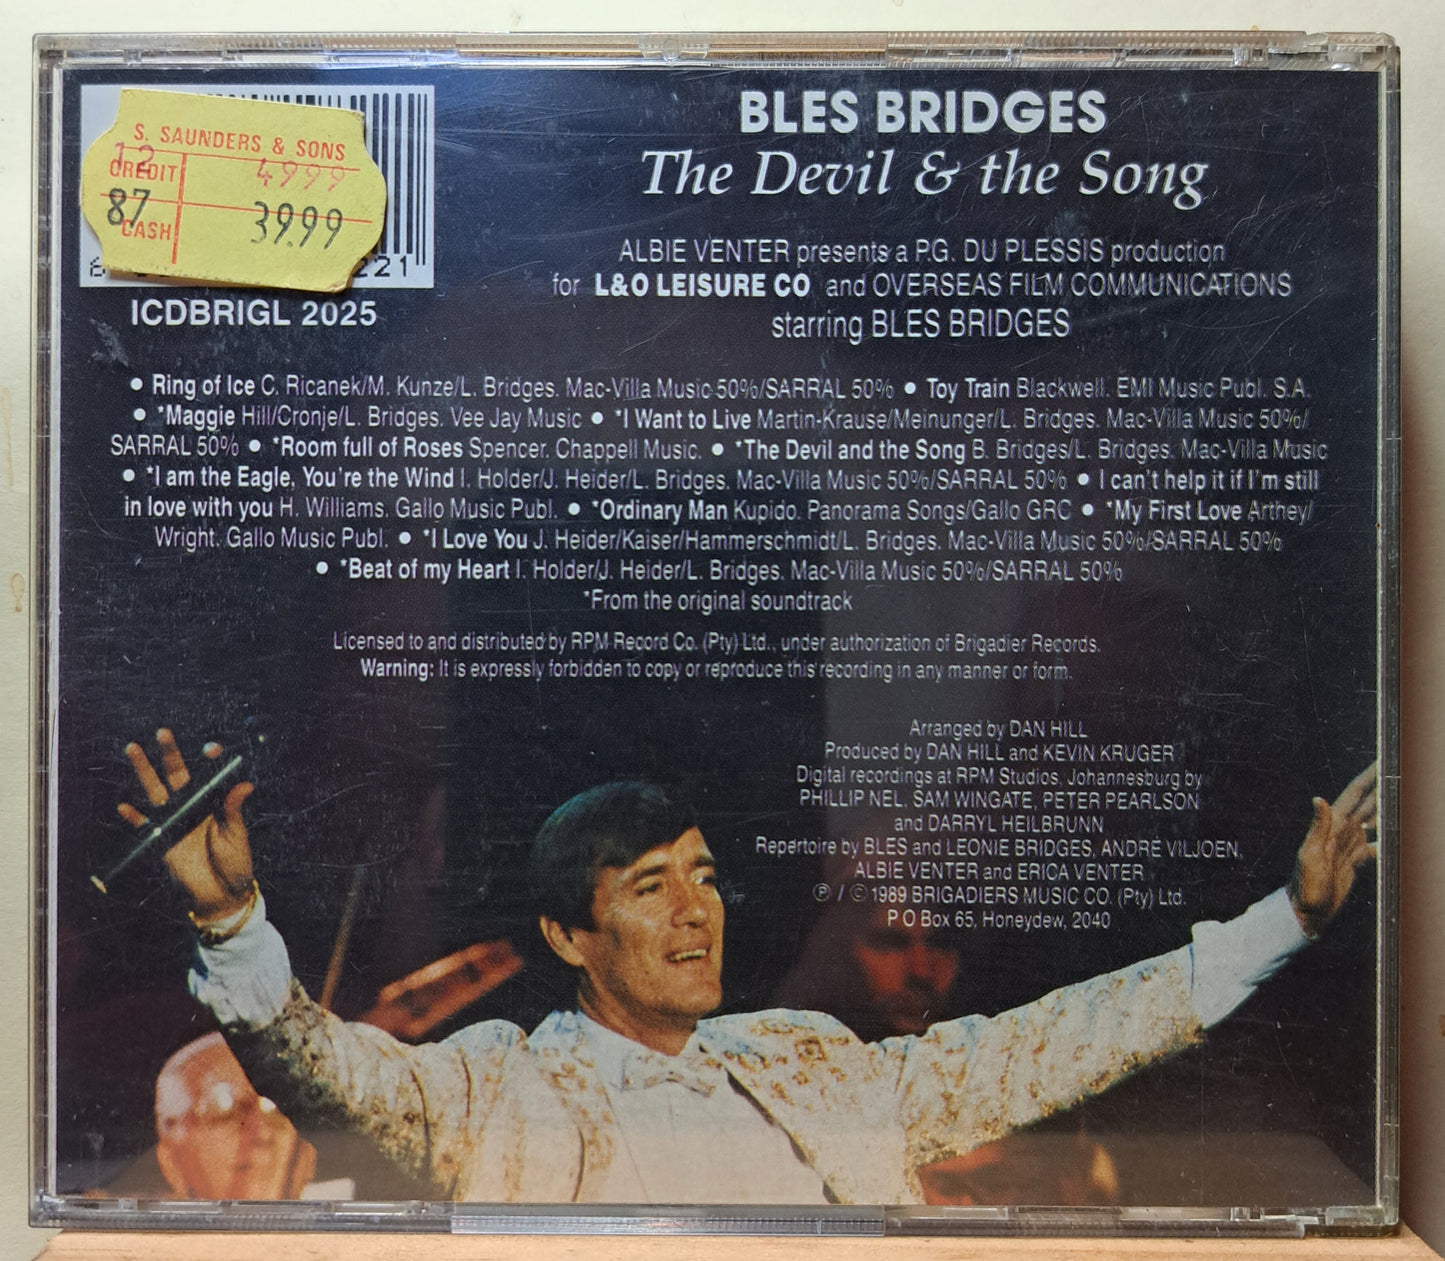 S. SAUNDERS & SONS
12
CREDIT 4999
87 CASH 39.99
6 221
ICDBRIGL 2025
BLES BRIDGES
The Devil & the Song
ALBIE VENTER presents a P.G. DU PLESSIS production
for L&O LEISURE CO and OVERSEAS FILM COMMUNICATIONS
starring BLES BRIDGES
• Ring of Ice C. Ricanek/M. Kunze/L. Bridges. Mac-Villa Music 50%/SARRAL 50% • Toy Train Blackwell. EMI Music Publ. S.A.
• *Maggie Hill/Cronje/L. Bridges. Vee Jay Music • *I Want to Live Martin-Krause/Meinunger/L. Bridges. Mac-Villa Music 50%/
SARRAL 50% • *Room full of Roses Spencer. Chappell Music. • *The Devil and the Song B. Bridges/L. Bridges. Mac-Villa Music
• *I am the Eagle, You're the Wind I. Holder/J. Heider/L. Bridges. Mac-Villa Music 50%/SARRAL 50% • I can't help it if I'm still
in love with you H. Williams. Gallo Music Publ. • *Ordinary Man Kupido. Panorama Songs/Gallo GRC • *My First Love Arthey/
Wright. Gallo Music Publ. • *I Love You J. Heider/Kaiser/Hammerschmidt/L. Bridges. Mac-Villa Music 50%/SARRAL 50%
• *Beat of my Heart I. Holder/J. Heider/L. Bridges. Mac-Villa Music 50%/SARRAL 50%
*From the original soundtrack
Licensed to and distributed by RPM Record Co. (Pty) Ltd., under authorization of Brigadier Records.
Warning: It is expressly forbidden to copy or reproduce this recording in any manner or form.
Arranged by DAN HILL
Produced by DAN HILL and KEVIN KRUGER
Digital recordings at RPM Studios, Johannesburg by
PHILLIP NEL, SAM WINGATE, PETER PEARLSON
and DARRYL HEILBRUNN
Repertoire by BLES and LEONIE BRIDGES, ANDRÉ VILJOEN,
ALBIE VENTER and ERICA VENTER
℗ / © 1989 BRIGADIERS MUSIC CO. (Pty) Ltd.
P O Box 65, Honeydew, 2040